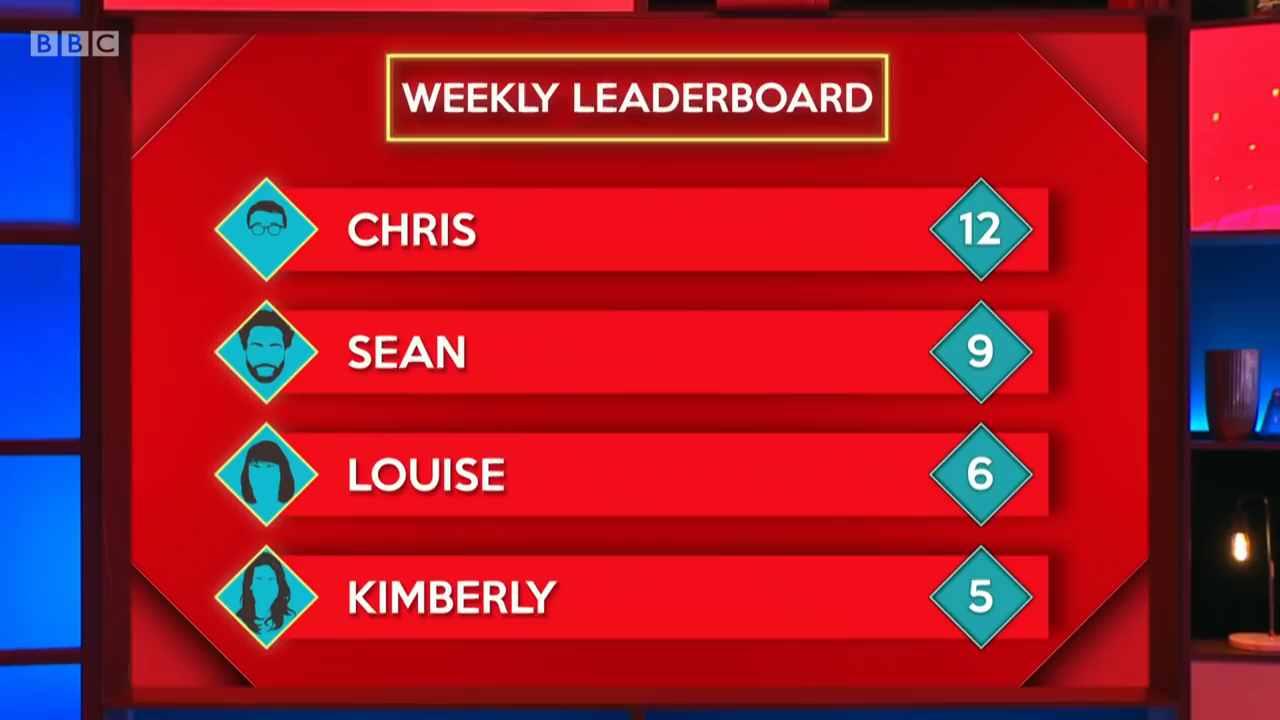 BBC
WEEKLY LEADERBOARD
CHRIS 12
SEAN 9
LOUISE 6
KIMBERLY 5